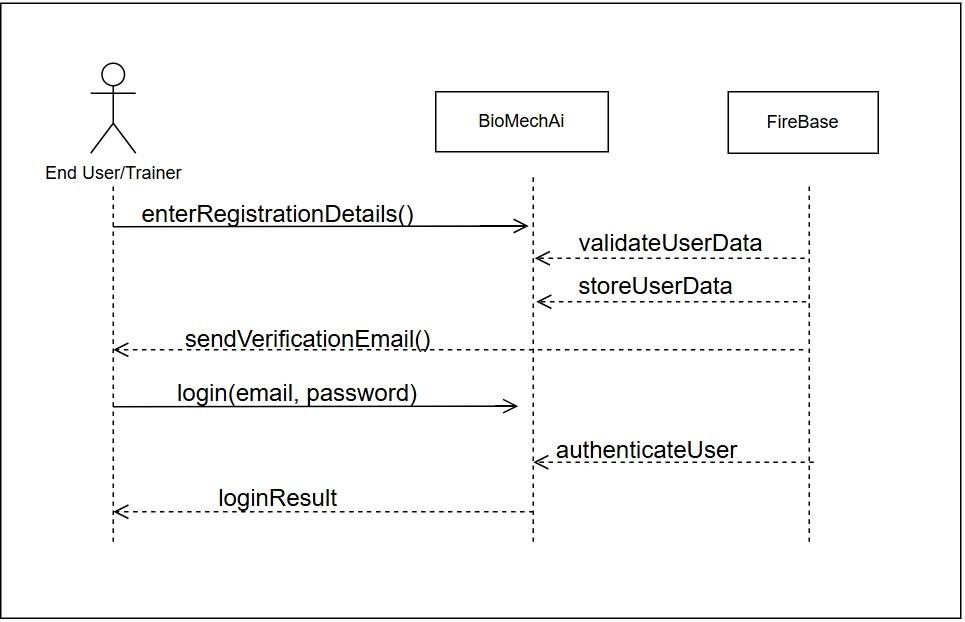 BioMechAi
FireBase
End User/Trainer
enterRegistrationDetails()
validateUserData
storeUserData
sendVerificationEmail()
login(email, password)
authenticateUser
loginResult